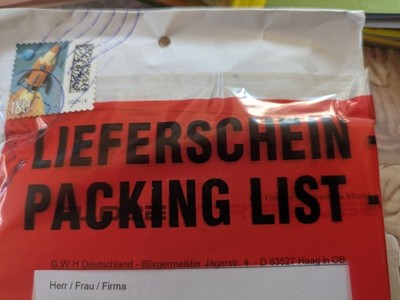 LIEFERSCHEIN
PACKING LIST
G.W.H Deutschland - Bürgermeister Jägerstr. 4 - D 83527 Haag in OB
Herr / Frau / Firma